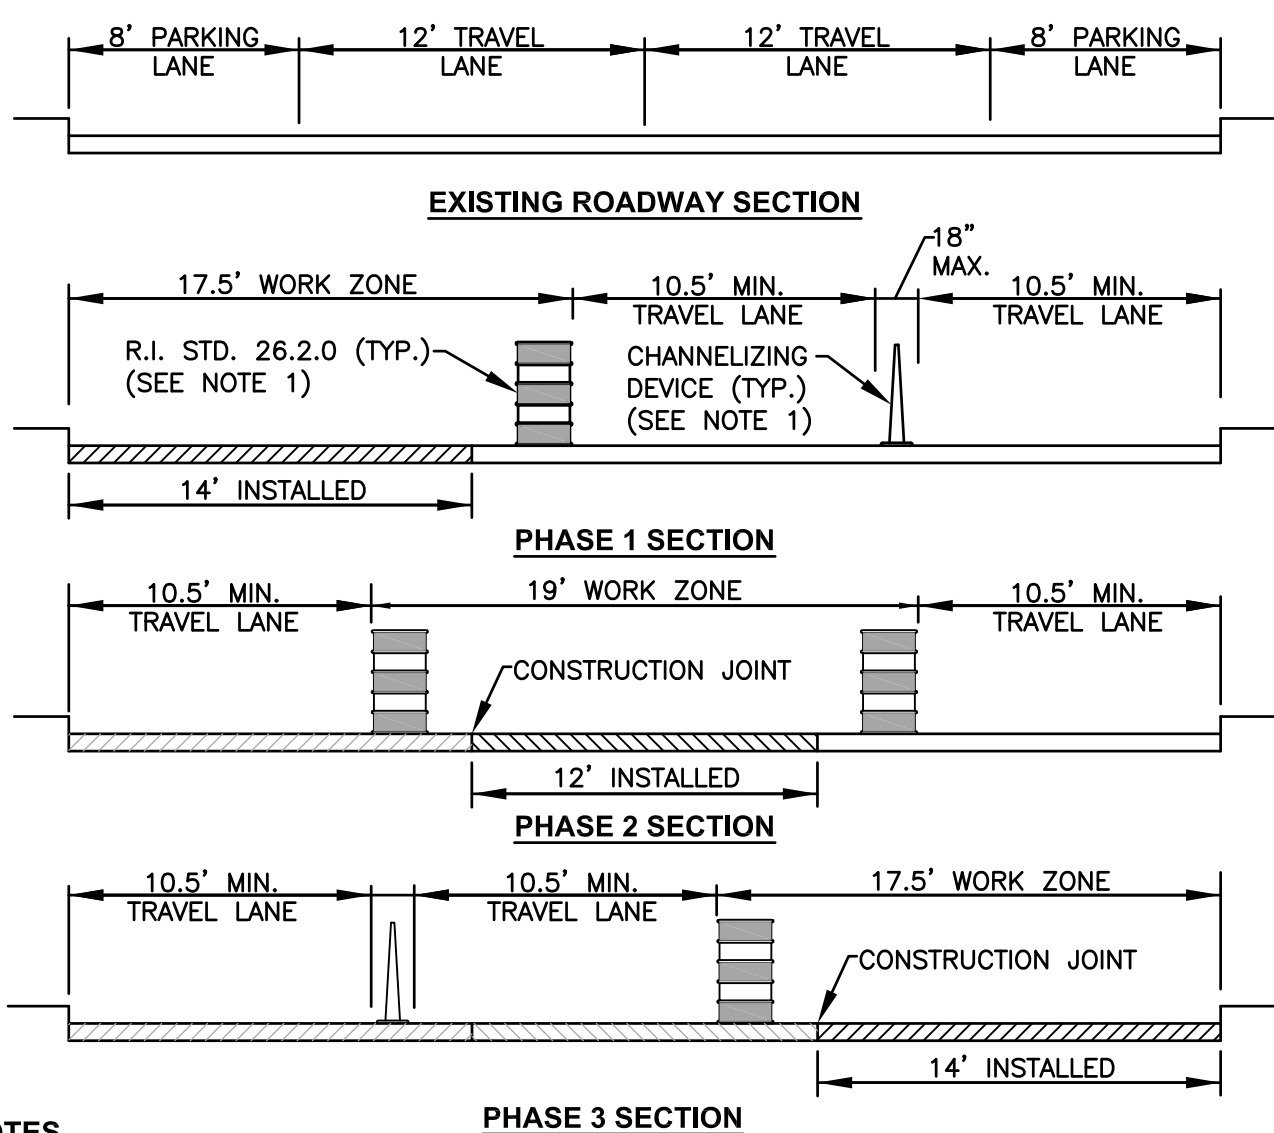 8' PARKING
LANE
12' TRAVEL
LANE
12' TRAVEL
LANE
8' PARKING
LANE
EXISTING ROADWAY SECTION
17.5' WORK ZONE
10.5' MIN.
TRAVEL LANE
18"
MAX.
10.5' MIN.
TRAVEL LANE
R.I. STD. 26.2.0 (TYP.)
(SEE NOTE 1)
CHANNELIZING
DEVICE (TYP.)
(SEE NOTE 1)
14' INSTALLED
PHASE 1 SECTION
10.5' MIN.
TRAVEL LANE
19' WORK ZONE
10.5' MIN.
TRAVEL LANE
CONSTRUCTION JOINT
12' INSTALLED
PHASE 2 SECTION
10.5' MIN.
TRAVEL LANE
10.5' MIN.
TRAVEL LANE
17.5' WORK ZONE
CONSTRUCTION JOINT
14' INSTALLED
PHASE 3 SECTION